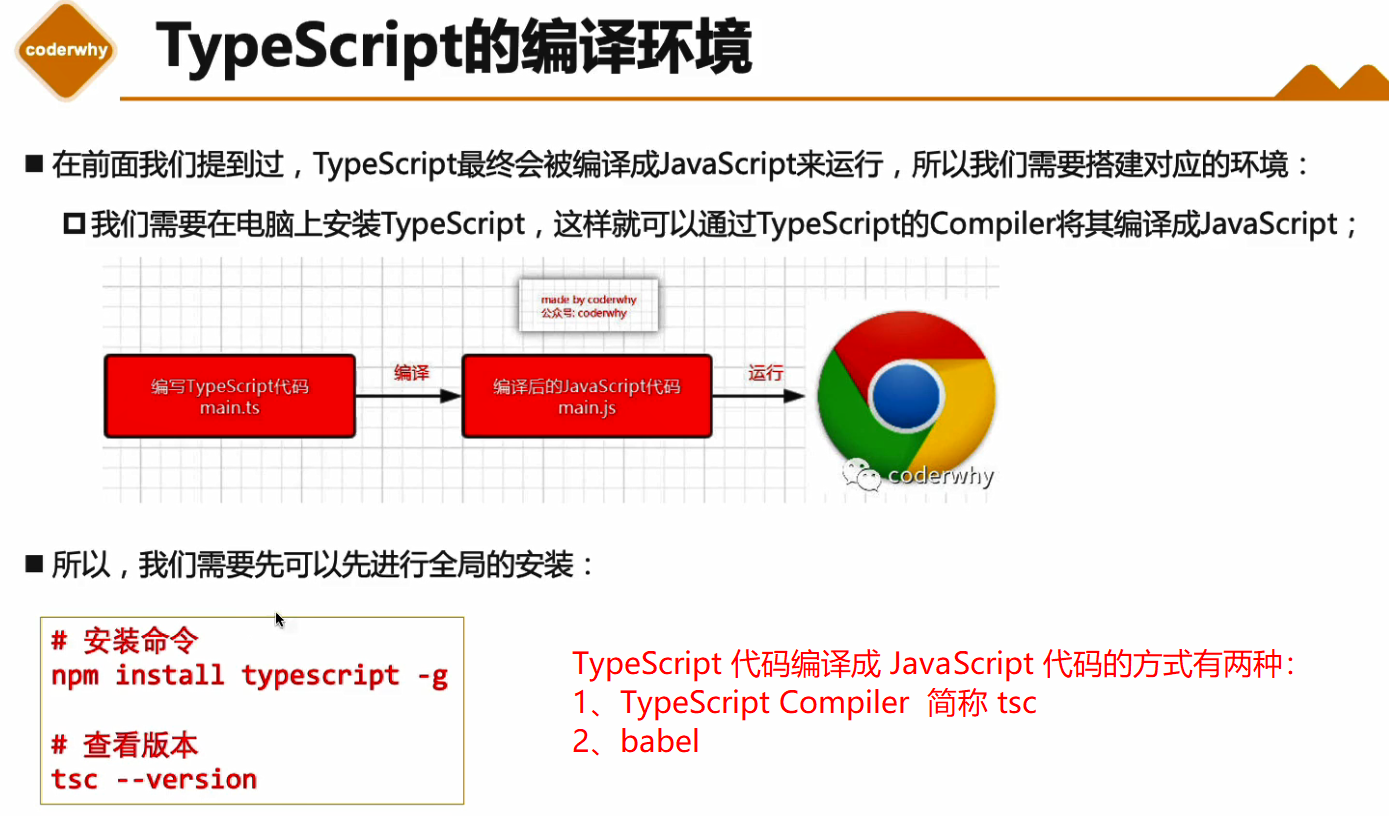 coderwhy
TypeScript的编译环境
在前面我们提到过，TypeScript最终会被编译成JavaScript来运行，所以我们需要搭建对应的环境：
我们需要在电脑上安装TypeScript，这样就可以通过TypeScript的Compiler将其编译成JavaScript；
made by coderwhy
公众号: coderwhy
编写TypeScript代码
main.ts
编译
编译后的JavaScript代码
main.js
运行
coderwhy
所以，我们需要先可以先进行全局的安装：
# 安装命令
npm install typescript -g
# 查看版本
tsc --version
TypeScript 代码编译成 JavaScript 代码的方式有两种：
1、TypeScript Compiler 简称 tsc
2、babel